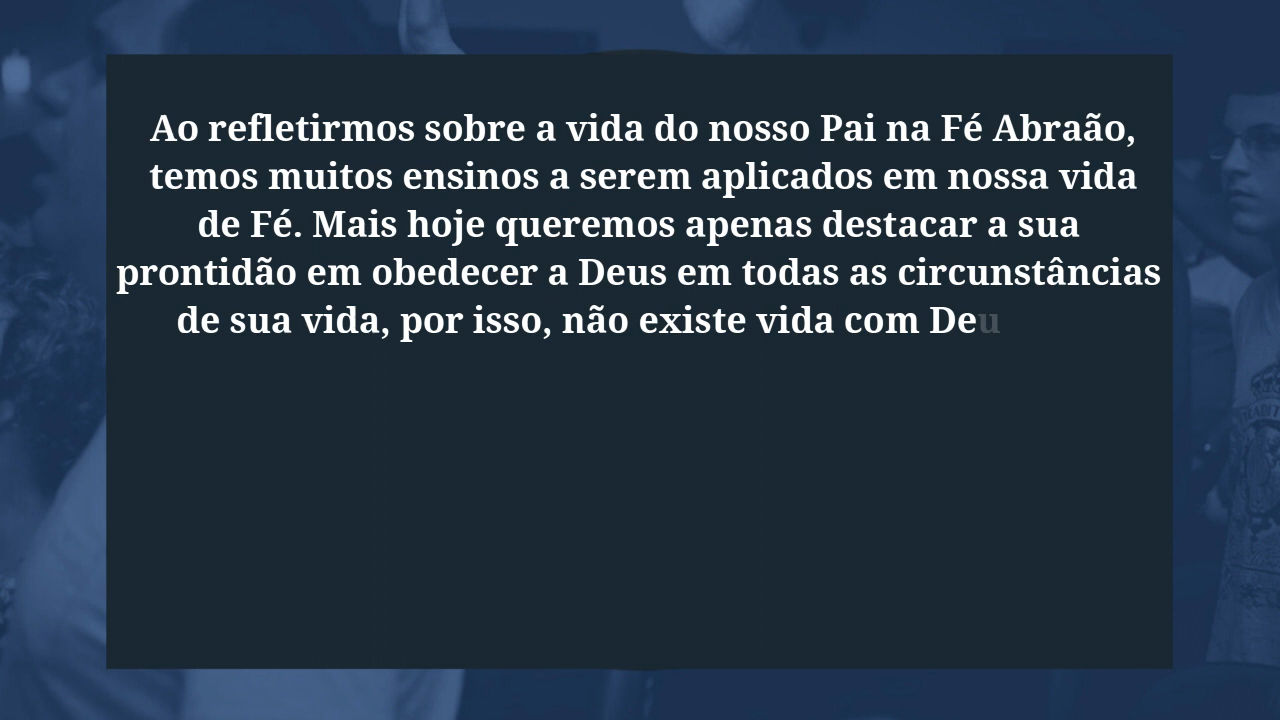 Ao refletirmos sobre a vida do nosso Pai na Fé Abraão,
temos muitos ensinos a serem aplicados em nossa vida
de Fé. Mais hoje queremos apenas destacar a sua
prontidão em obedecer a Deus em todas as circunstâncias
de sua vida, por isso, não existe vida com Deu